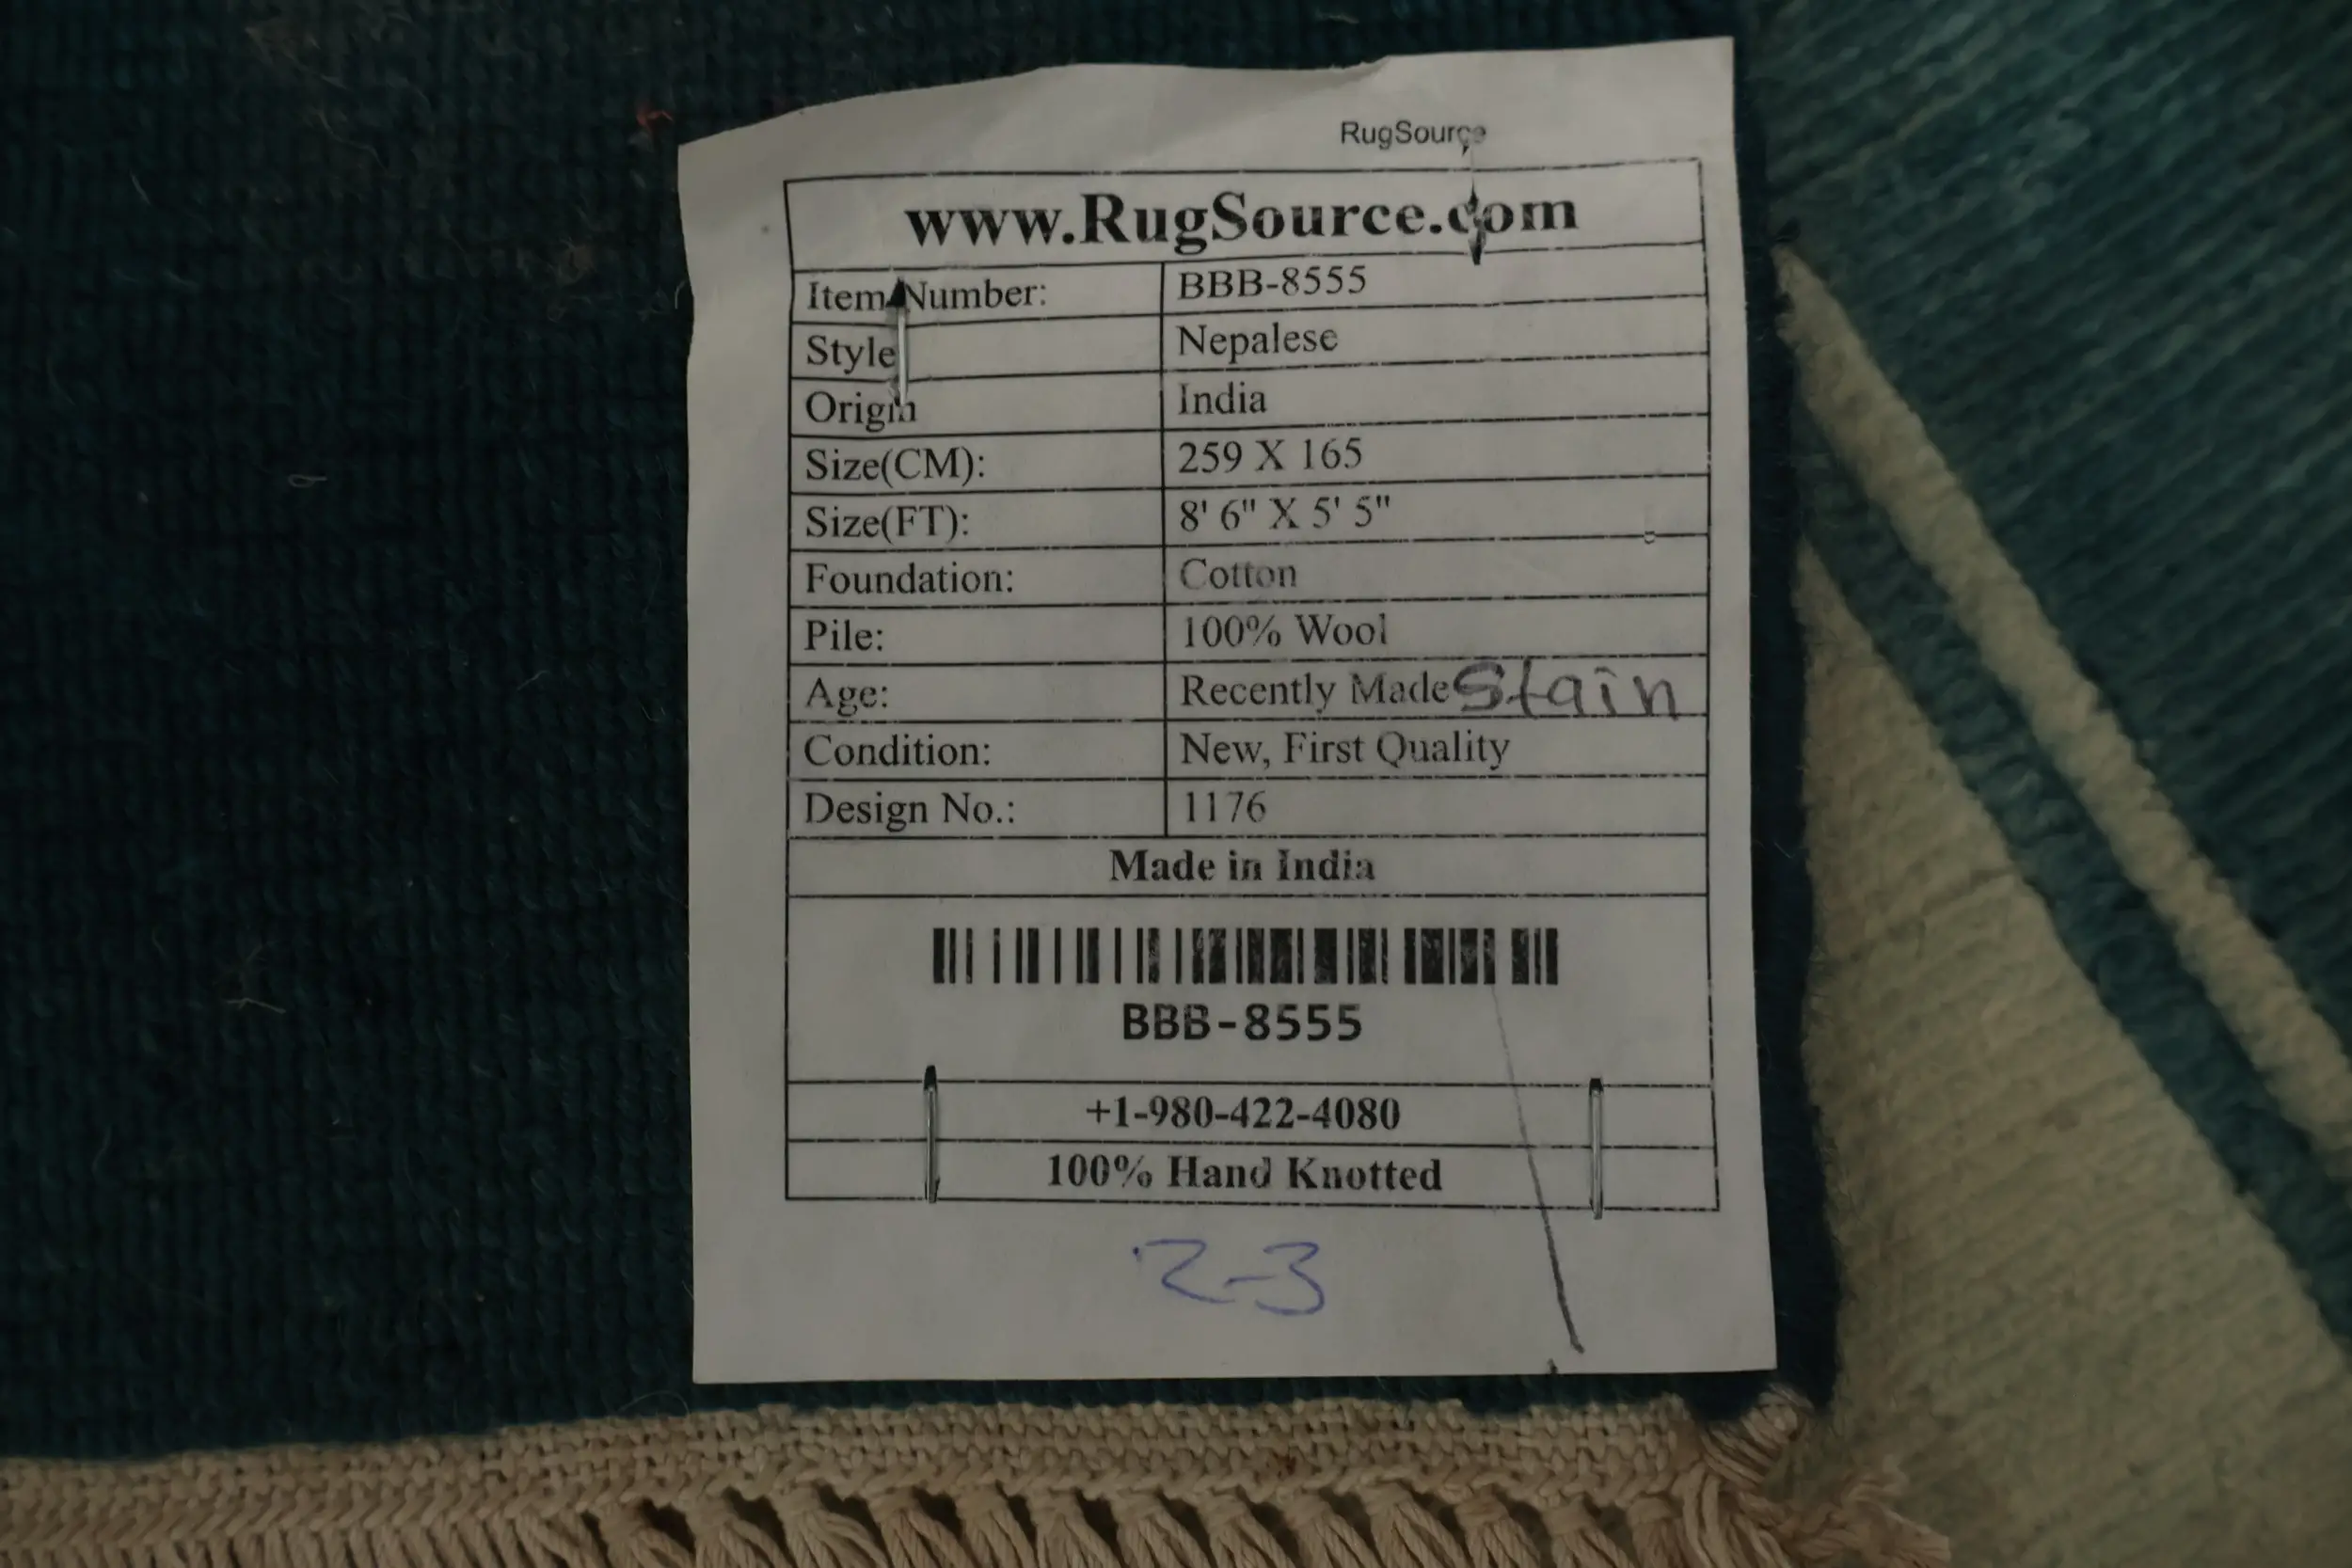 RugSource
www.RugSource.com
Item Number: BBB-8555
Style Nepalese
Origin India
Size(CM): 259 X 165
Size(FT): 8' 6" X 5' 5"
Foundation: Cotton
Pile: 100% Wool
Age: Recently Made Stain
Condition: New, First Quality
Design No.: 1176
Made in India
BBB-8555
+1-980-422-4080
100% Hand Knotted
2-3